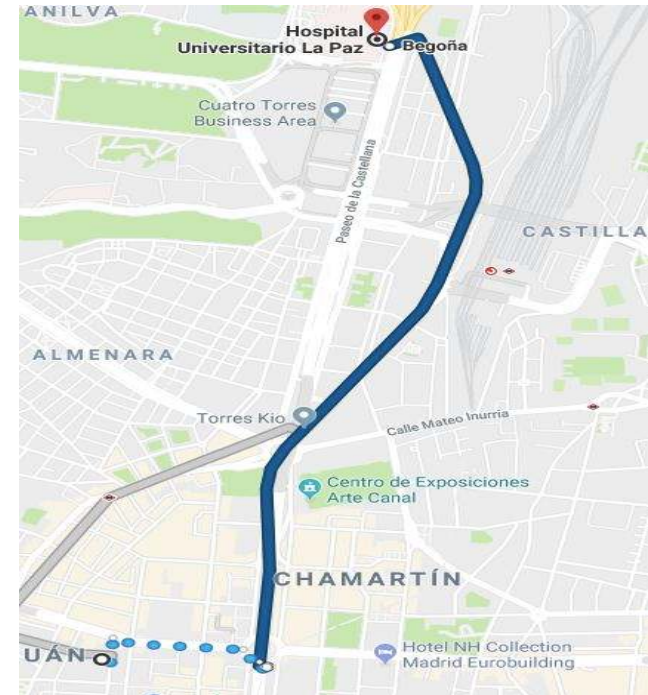 ANILVA
Hospital
Universitario La Paz
Begoña
Cuatro Torres
Business Area
Paseo de la Castellana
CASTILLA
ALMENARA
Torres Kio
Calle Mateo Inurria
Centro de Exposiciones
Arte Canal
CHAMARTÍN
UÁN
Hotel NH Collection
Madrid Eurobuilding